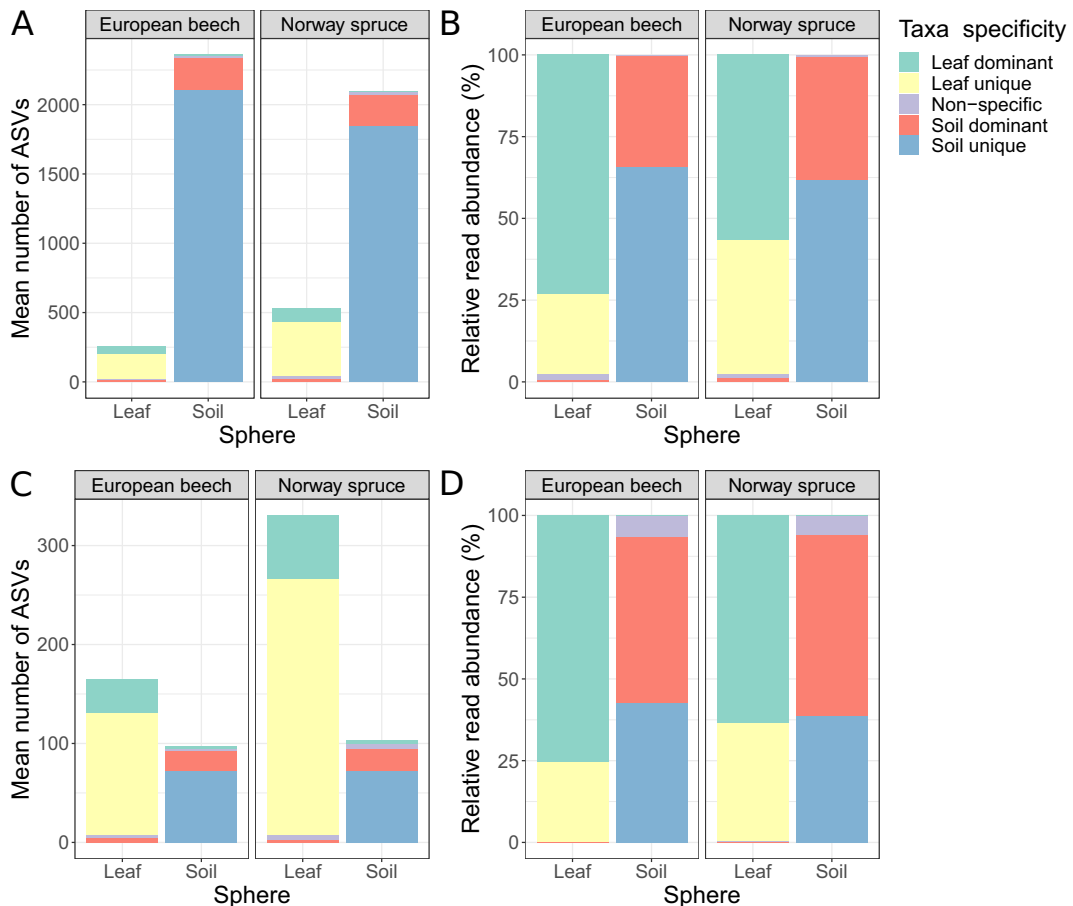 A
European beech
Norway spruce
Mean number of ASVs
2000
1500
1000
500
0
Leaf
Soil
Leaf
Soil
Sphere
B
European beech
Norway spruce
Relative read abundance (%)
100
75
50
25
0
Leaf
Soil
Leaf
Soil
Sphere
Taxa specificity
Leaf dominant
Leaf unique
Non−specific
Soil dominant
Soil unique
C
European beech
Norway spruce
Mean number of ASVs
300
200
100
0
Leaf
Soil
Leaf
Soil
Sphere
D
European beech
Norway spruce
Relative read abundance (%)
100
75
50
25
0
Leaf
Soil
Leaf
Soil
Sphere